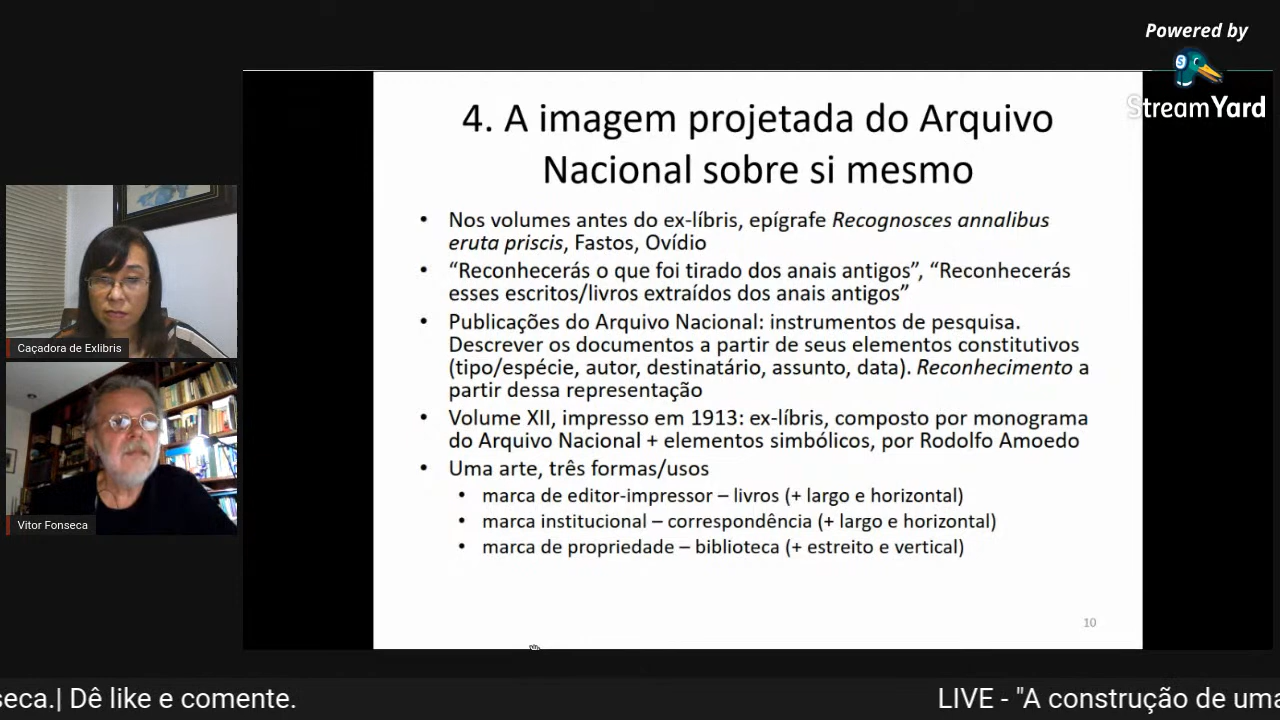 Powered by
StreamYard
4. A imagem projetada do Arquivo
Nacional sobre si mesmo
• Nos volumes antes do ex-líbris, epígrafe Recognosces annalibus
eruta priscis, Fastos, Ovídio
• “Reconhecerás o que foi tirado dos anais antigos”, “Reconhecerás
esses escritos/livros extraídos dos anais antigos”
• Publicações do Arquivo Nacional: instrumentos de pesquisa.
Descrever os documentos a partir de seus elementos constitutivos
(tipo/espécie, autor, destinatário, assunto, data). Reconhecimento a
partir dessa representação
• Volume XII, impresso em 1913: ex-líbris, composto por monograma
do Arquivo Nacional + elementos simbólicos, por Rodolfo Amoedo
• Uma arte, três formas/usos
• marca de editor-impressor – livros (+ largo e horizontal)
• marca institucional – correspondência (+ largo e horizontal)
• marca de propriedade – biblioteca (+ estreito e vertical)
10
Caçadora de Exlibris
Vitor Fonseca
seca.| Dê like e comente.
LIVE - "A construção de uma